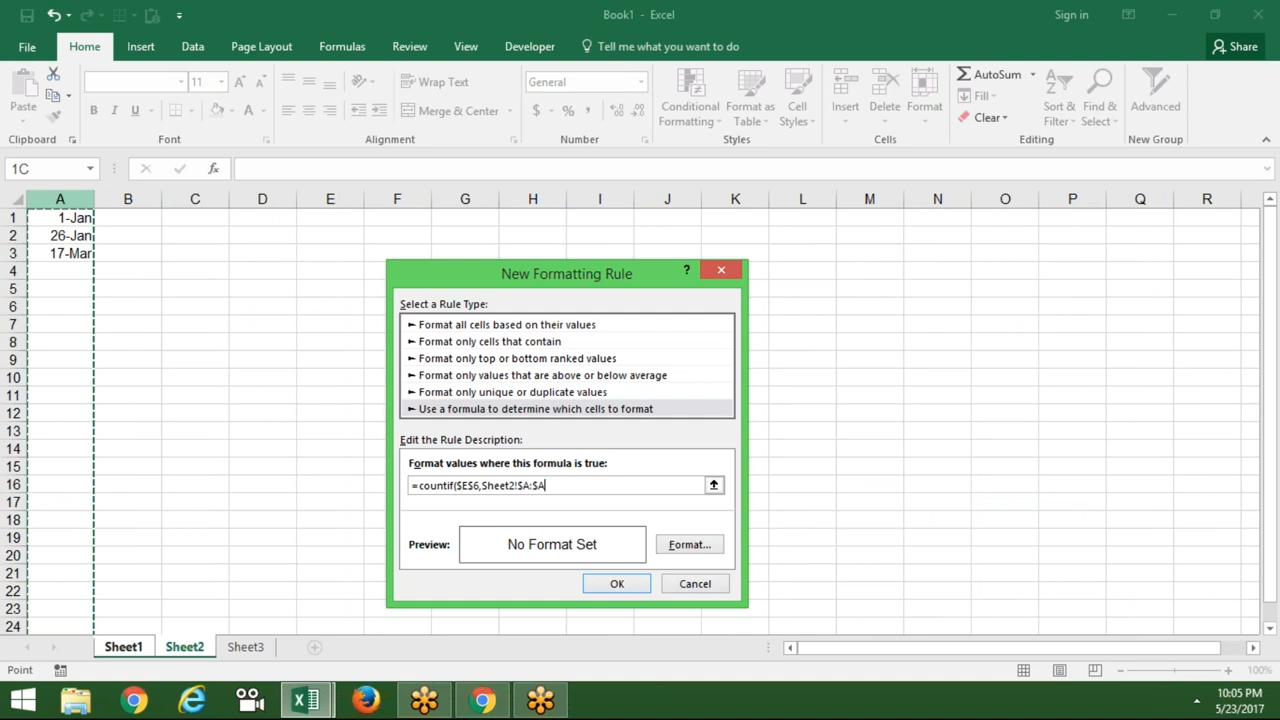 Book1 - Excel
Sign in
File Home Insert Data Page Layout Formulas Review View Developer Tell me what you want to do Share
Paste
11
B I U
A A
A
Wrap Text
Merge & Center
General
$ % ,
Conditional Formatting
Format as Table
Cell Styles
Insert
Delete
Format
AutoSum
Fill
Clear
Sort & Filter
Find & Select
Advanced
Clipboard Font Alignment Number Styles Cells Editing New Group
1C
fx
A B C D E F G H I J K L M N O P Q R
1 1-Jan
2 26-Jan
3 17-Mar
4
5
6
7
8
9
10
11
12
13
14
15
16
17
18
19
20
21
22
23
24
New Formatting Rule
?
Select a Rule Type:
► Format all cells based on their values
► Format only cells that contain
► Format only top or bottom ranked values
► Format only values that are above or below average
► Format only unique or duplicate values
► Use a formula to determine which cells to format
Edit the Rule Description:
Format values where this formula is true:
=countif($E$6,Sheet2!$A:$A
Preview: No Format Set Format...
OK Cancel
Sheet1 Sheet2 Sheet3
Point
100%
10:05 PM
5/23/2017